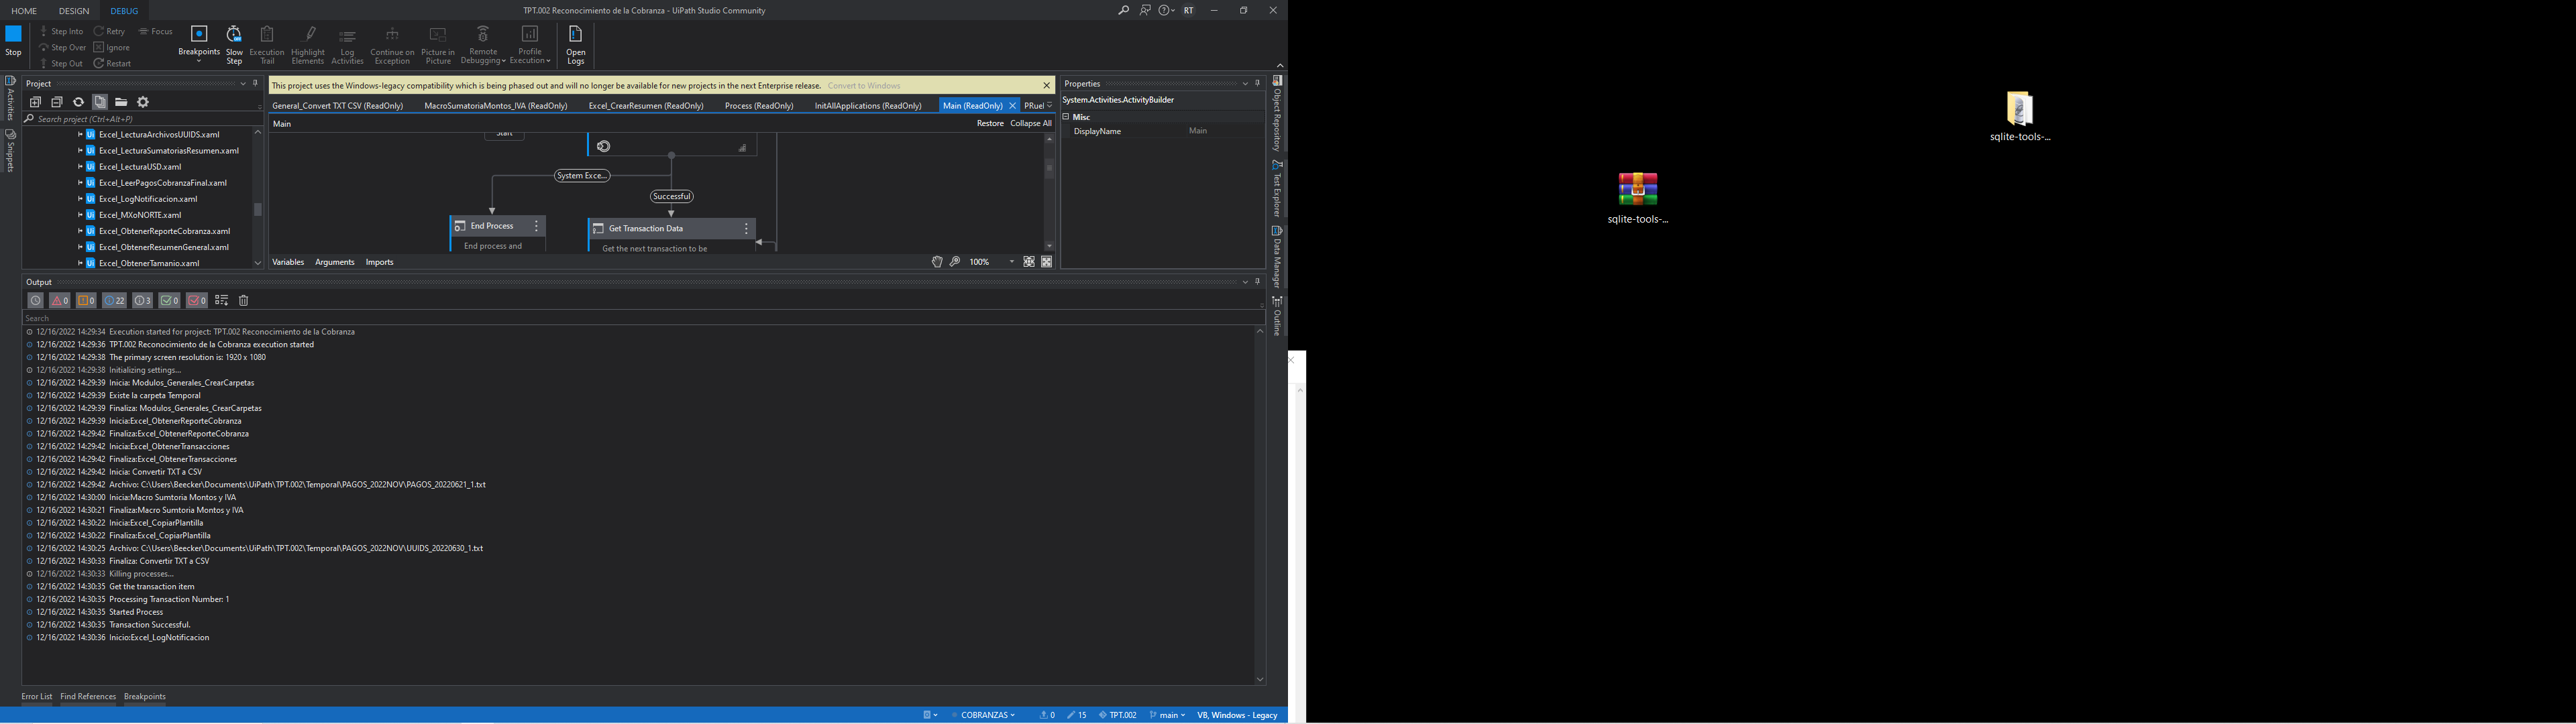 HOME DESIGN DEBUG
TPT.002 Reconocimiento de la Cobranza - UiPath Studio Community
RT
Stop
Step Into
Step Over
Step Out
Retry
Ignore
Restart
Focus
Breakpoints
Slow Step
Execution Trail
Highlight Elements
Log Activities
Continue on Exception
Picture in Picture
Remote Debugging
Profile Execution
Open Logs
Activities
Snippets
Project
Search project (Ctrl+Alt+P)
Excel_LecturaArchivosUUIDS.xaml
Excel_LecturaSumatoriasResumen.xaml
Excel_LecturaUSD.xaml
Excel_LeerPagosCobranzaFinal.xaml
Excel_LogNotificacion.xaml
Excel_MXoNORTE.xaml
Excel_ObtenerReporteCobranza.xaml
Excel_ObtenerResumenGeneral.xaml
Excel_ObtenerTamanio.xaml
This project uses the Windows-legacy compatibility which is being phased out and will no longer be available for new projects in the next Enterprise release. Convert to Windows
General_Convert TXT CSV (ReadOnly) MacroSumatoriaMontos_IVA (ReadOnly) Excel_CrearResumen (ReadOnly) Process (ReadOnly) InitAllApplications (ReadOnly) Main (ReadOnly) PRuel
Main
Restore Collapse All
Start
System Exce...
Successful
End Process
End process and
Get Transaction Data
Get the next transaction to be
Variables Arguments Imports
100%
Properties
System.Activities.ActivityBuilder
Misc
DisplayName Main
Object Repository
Test Explorer
Data Manager
Outline
Output
0 0 22 3 0 0
Search
12/16/2022 14:29:34 Execution started for project: TPT.002 Reconocimiento de la Cobranza
12/16/2022 14:29:36 TPT.002 Reconocimiento de la Cobranza execution started
12/16/2022 14:29:38 The primary screen resolution is: 1920 x 1080
12/16/2022 14:29:38 Initializing settings...
12/16/2022 14:29:39 Inicia: Modulos_Generales_CrearCarpetas
12/16/2022 14:29:39 Existe la carpeta Temporal
12/16/2022 14:29:39 Finaliza: Modulos_Generales_CrearCarpetas
12/16/2022 14:29:39 Inicia:Excel_ObtenerReporteCobranza
12/16/2022 14:29:42 Finaliza:Excel_ObtenerReporteCobranza
12/16/2022 14:29:42 Inicia:Excel_ObtenerTransacciones
12/16/2022 14:29:42 Finaliza:Excel_ObtenerTransacciones
12/16/2022 14:29:42 Inicia: Convertir TXT a CSV
12/16/2022 14:29:42 Archivo: C:\Users\Beecker\Documents\UiPath\TPT.002\Temporal\PAGOS_2022NOV\PAGOS_20220621_1.txt
12/16/2022 14:30:00 Inicia:Macro Sumtoria Montos y IVA
12/16/2022 14:30:21 Finaliza:Macro Sumtoria Montos y IVA
12/16/2022 14:30:22 Inicia:Excel_CopiarPlantilla
12/16/2022 14:30:22 Finaliza:Excel_CopiarPlantilla
12/16/2022 14:30:25 Archivo: C:\Users\Beecker\Documents\UiPath\TPT.002\Temporal\PAGOS_2022NOV\UUIDS_20220630_1.txt
12/16/2022 14:30:33 Finaliza: Convertir TXT a CSV
12/16/2022 14:30:33 Killing processes...
12/16/2022 14:30:35 Get the transaction item
12/16/2022 14:30:35 Processing Transaction Number: 1
12/16/2022 14:30:35 Started Process
12/16/2022 14:30:35 Transaction Successful.
12/16/2022 14:30:36 Inicio:Excel_LogNotificacion
Error List Find References Breakpoints
COBRANZAS 0 15 TPT.002 main VB, Windows - Legacy
sqlite-tools-...
sqlite-tools-...